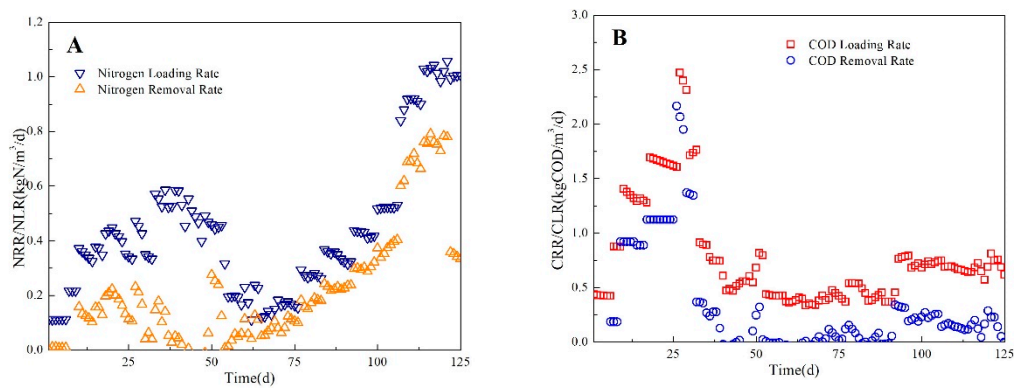 A
Nitrogen Loading Rate
Nitrogen Removal Rate
NRR/NLR(kgN/m³/d)
1.2
1.0
0.8
0.6
0.4
0.2
0.0
25 50 75 100 125
Time(d)
B
COD Loading Rate
COD Removal Rate
CRR/CLR(kgCOD/m³/d)
3.0
2.5
2.0
1.5
1.0
0.5
0.0
25 50 75 100 125
Time(d)